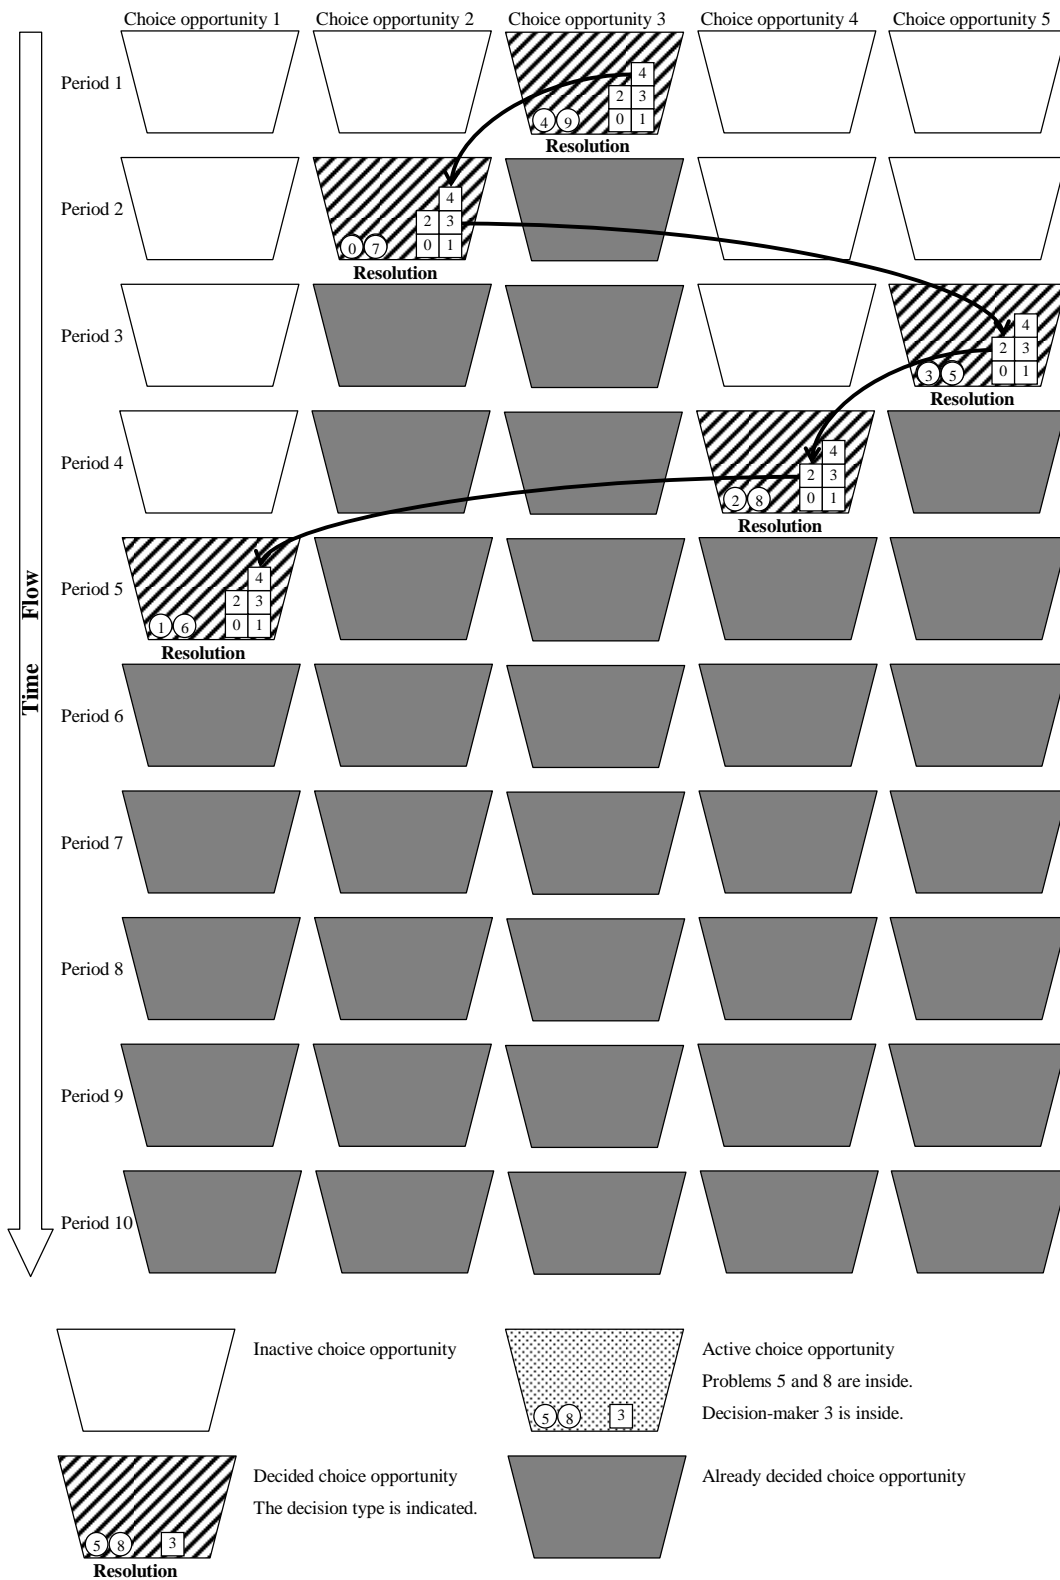 Choice opportunity 1 Choice opportunity 2 Choice opportunity 3 Choice opportunity 4 Choice opportunity 5
Period 1
4
2 3
4 9 0 1
Resolution
Period 2
4
2 3
0 7 0 1
Resolution
Period 3
4
2 3
3 5 0 1
Resolution
Period 4
4
2 3
2 8 0 1
Resolution
Period 5
4
2 3
1 6 0 1
Resolution
Time Flow
Period 6
Period 7
Period 8
Period 9
Period 10
Inactive choice opportunity
5 8 3
Active choice opportunity
Problems 5 and 8 are inside.
Decision-maker 3 is inside.
5 8 3
Resolution
Decided choice opportunity
The decision type is indicated.
Already decided choice opportunity